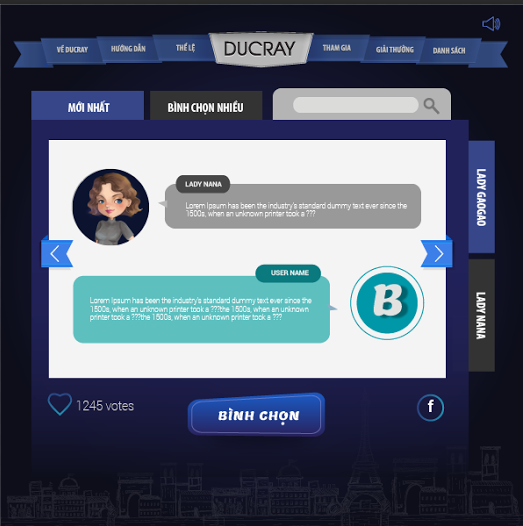 VỀ DUCRAY
HƯỚNG DẪN
THỂ LỆ
DUCRAY
THAM GIA
GIẢI THƯỞNG
DANH SÁCH
MỚI NHẤT
BÌNH CHỌN NHIỀU
LADY NANA
Lorem Ipsum has been the industry's standard dummy text ever since the
1500s, when an unknown printer took a ???
USER NAME
Lorem Ipsum has been the industry's standard dummy text ever since the
1500s, when an unknown printer took a ???the 1500s, when an unknown
printer took a ???the 1500s, when an unknown printer took a ???
B
LADY GAOGAO
LADY NANA
1245 votes
BÌNH CHỌN
f